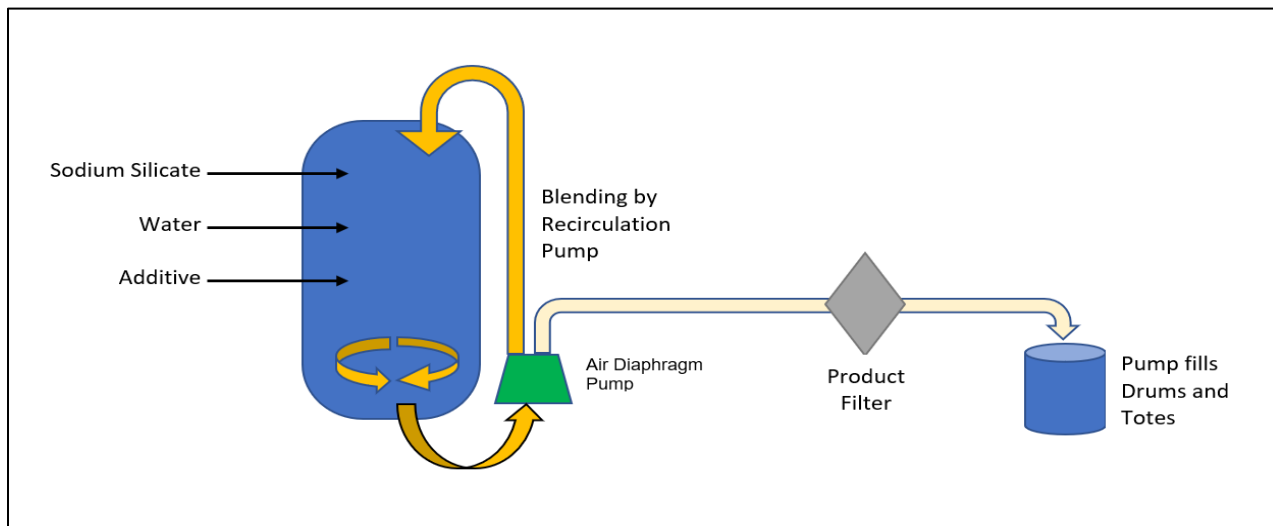 Sodium Silicate
Water
Additive
Blending by
Recirculation
Pump
Air Diaphragm
Pump
Product
Filter
Pump fills
Drums and
Totes